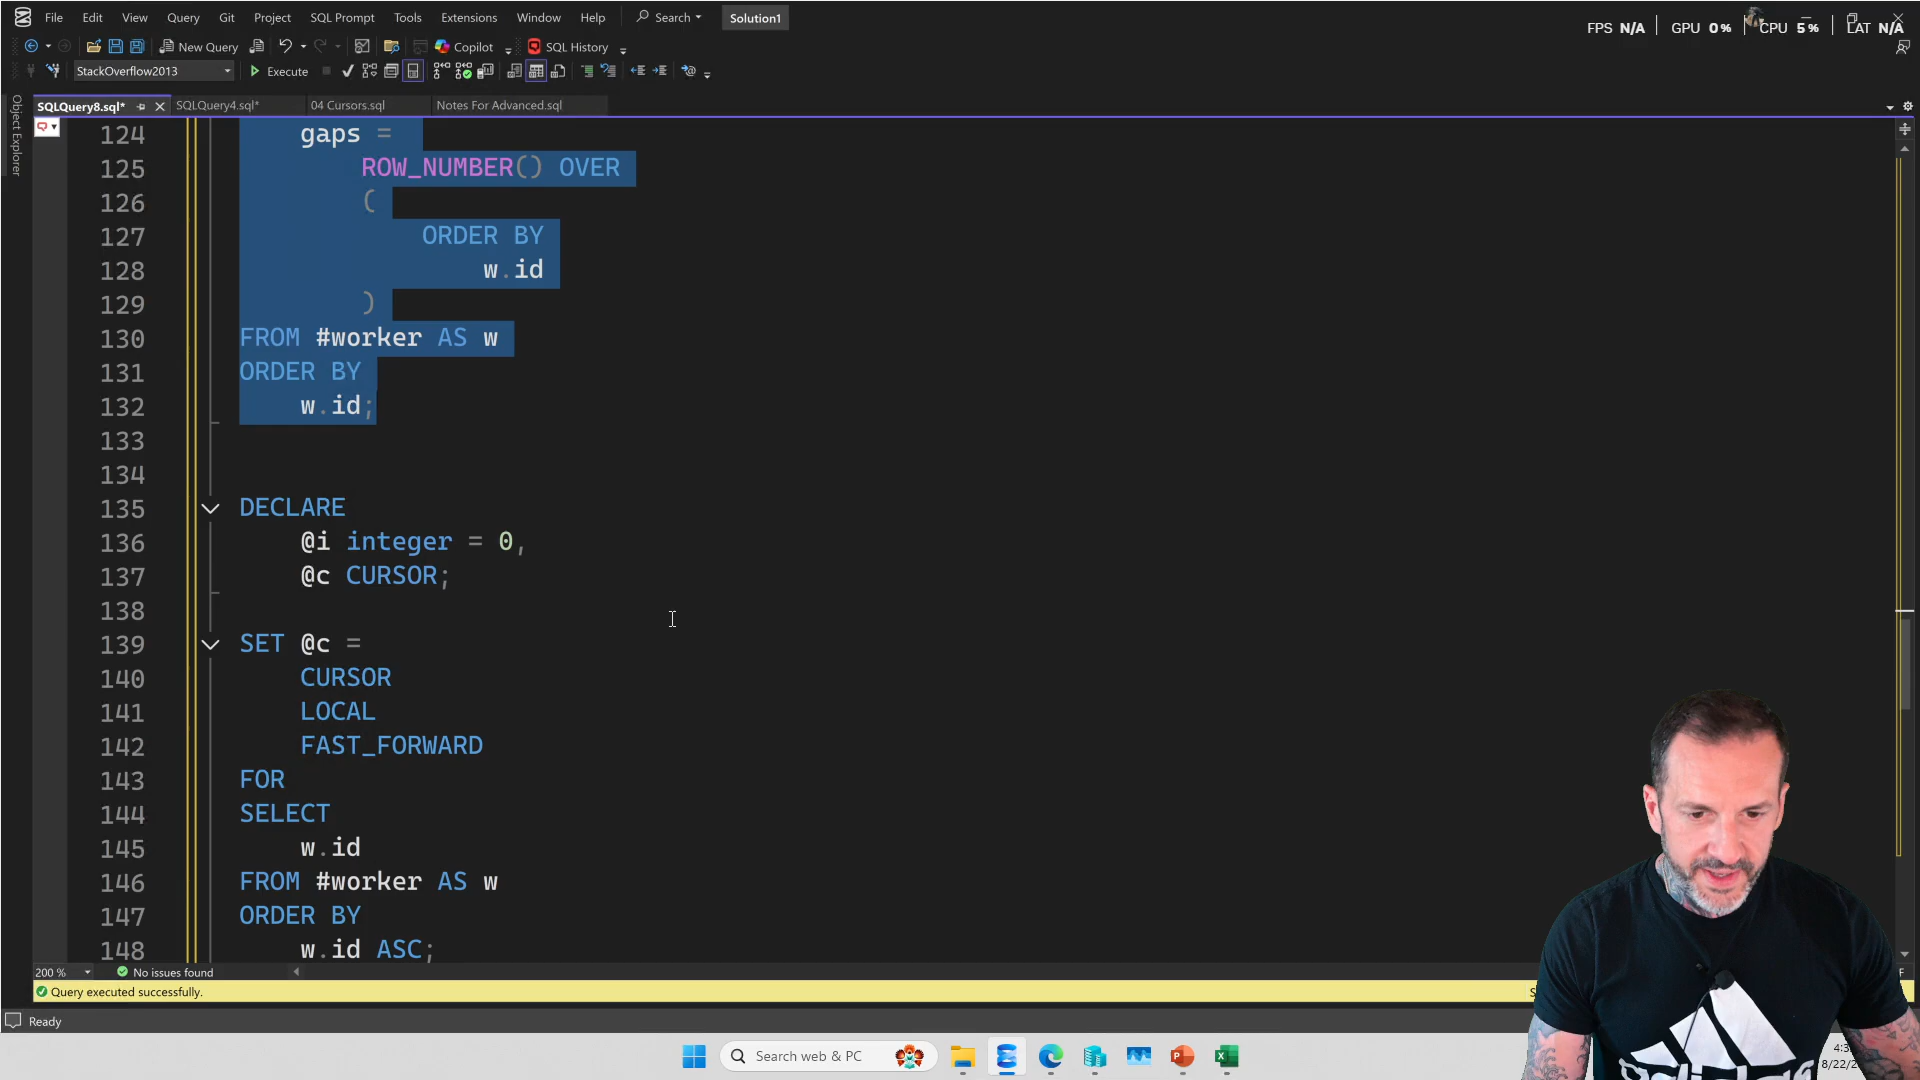 File Edit View Query Git Project SQL Prompt Tools Extensions Window Help Search Solution1
FPS N/A GPU 0% CPU 5% LAT N/A
New Query Copilot SQL History
StackOverflow2013 Execute
SQLQuery8.sql* SQLQuery4.sql* 04 Cursors.sql Notes For Advanced.sql
Object Explorer
124 gaps =
125 ROW_NUMBER() OVER
126 (
127 ORDER BY
128 w.id
129 )
130 FROM #worker AS w
131 ORDER BY
132 w.id;
133
134
135 DECLARE
136 @i integer = 0,
137 @c CURSOR;
138
139 SET @c =
140 CURSOR
141 LOCAL
142 FAST_FORWARD
143 FOR
144 SELECT
145 w.id
146 FROM #worker AS w
147 ORDER BY
148 w.id ASC;
200 % No issues found
Query executed successfully.
Ready
Search web & PC